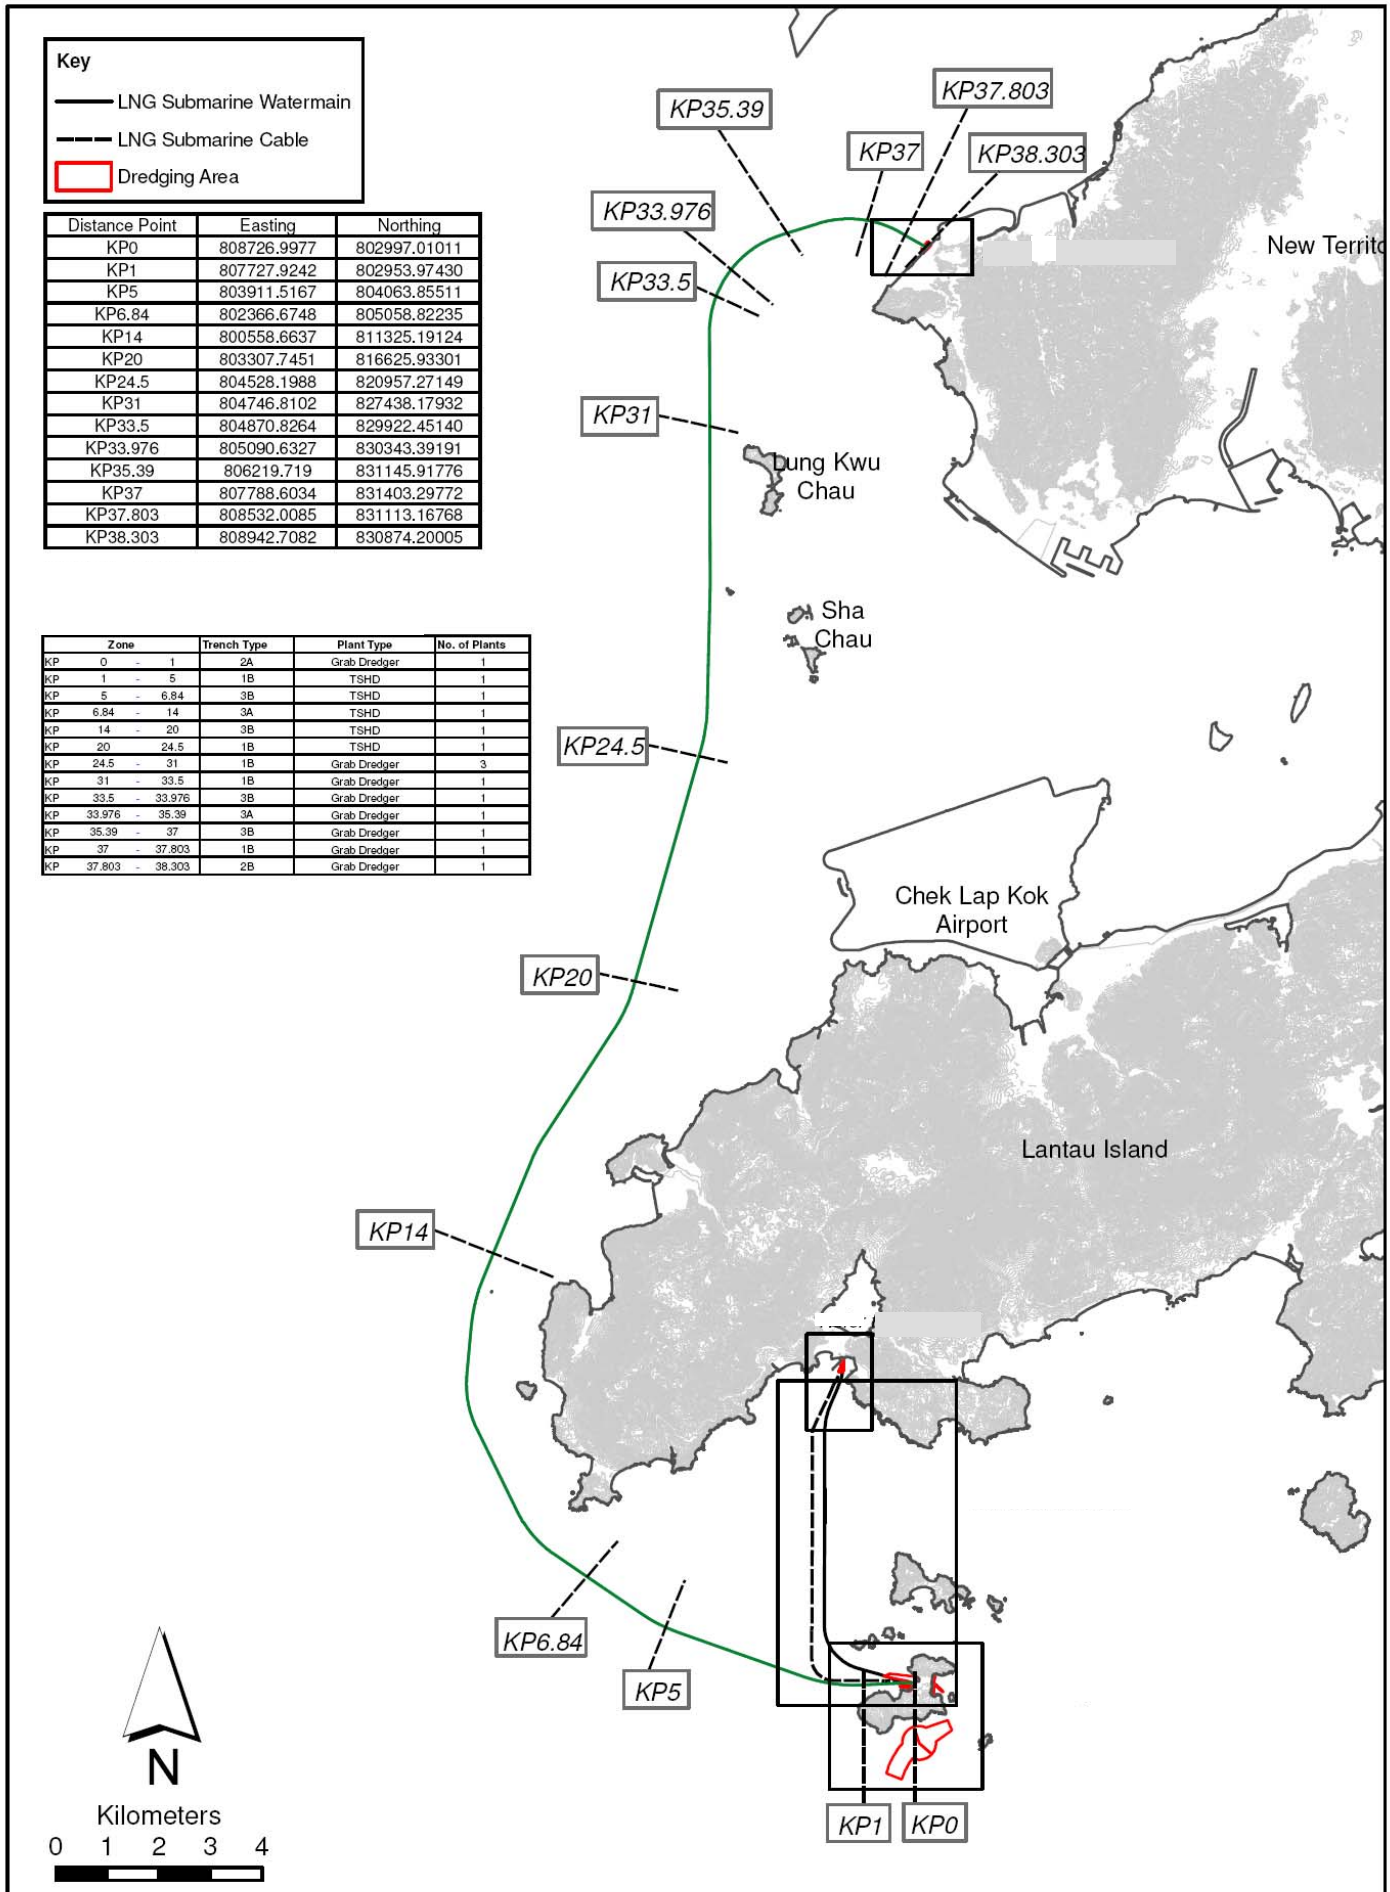 Key
LNG Submarine Watermain
LNG Submarine Cable
Dredging Area
Distance Point Easting Northing
KP0 808726.9977 802997.01011
KP1 807727.9242 802953.97430
KP5 803911.5167 804063.85511
KP6.84 802366.6748 805058.82235
KP14 800558.6637 811325.19124
KP20 803307.7451 816625.93301
KP24.5 804528.1988 820957.27149
KP31 804746.8102 827438.17932
KP33.5 804870.8264 829922.45140
KP33.976 805090.6327 830343.39191
KP35.39 806219.719 831145.91776
KP37 807788.6034 831403.29772
KP37.803 808532.0085 831113.16768
KP38.303 808942.7082 830874.20005
Zone Trench Type Plant Type No. of Plants
KP 0 - 1 2A Grab Dredger 1
KP 1 - 5 1B TSHD 1
KP 5 - 6.84 3B TSHD 1
KP 6.84 - 14 3A TSHD 1
KP 14 - 20 3B TSHD 1
KP 20 24.5 1B TSHD 1
KP 24.5 - 31 1B Grab Dredger 3
KP 31 - 33.5 1B Grab Dredger 1
KP 33.5 - 33.976 3B Grab Dredger 1
KP 33.976 - 35.39 3A Grab Dredger 1
KP 35.39 - 37 3B Grab Dredger 1
KP 37 - 37.803 1B Grab Dredger 1
KP 37.803 - 38.303 2B Grab Dredger 1
KP37.803
KP35.39
KP37
KP38.303
KP33.976
New Territo
KP33.5
KP31
Lung Kwu
Chau
Sha
Chau
KP24.5
Chek Lap Kok
Airport
KP20
Lantau Island
KP14
KP6.84
KP5
KP1
KP0
N
Kilometers
0 1 2 3 4